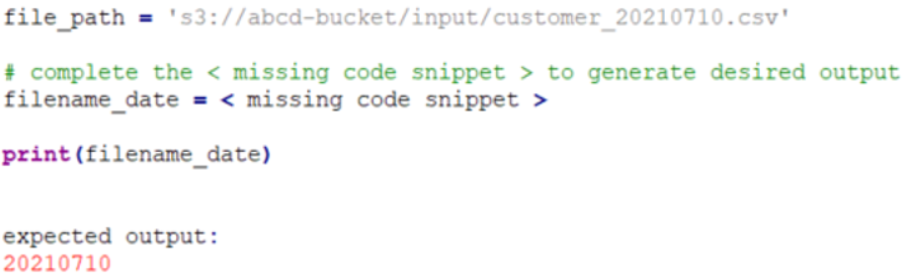 file_path = 's3://abcd-bucket/input/customer_20210710.csv'
# complete the < missing code snippet > to generate desired output
filename_date = < missing code snippet >
print(filename_date)
expected output:
20210710